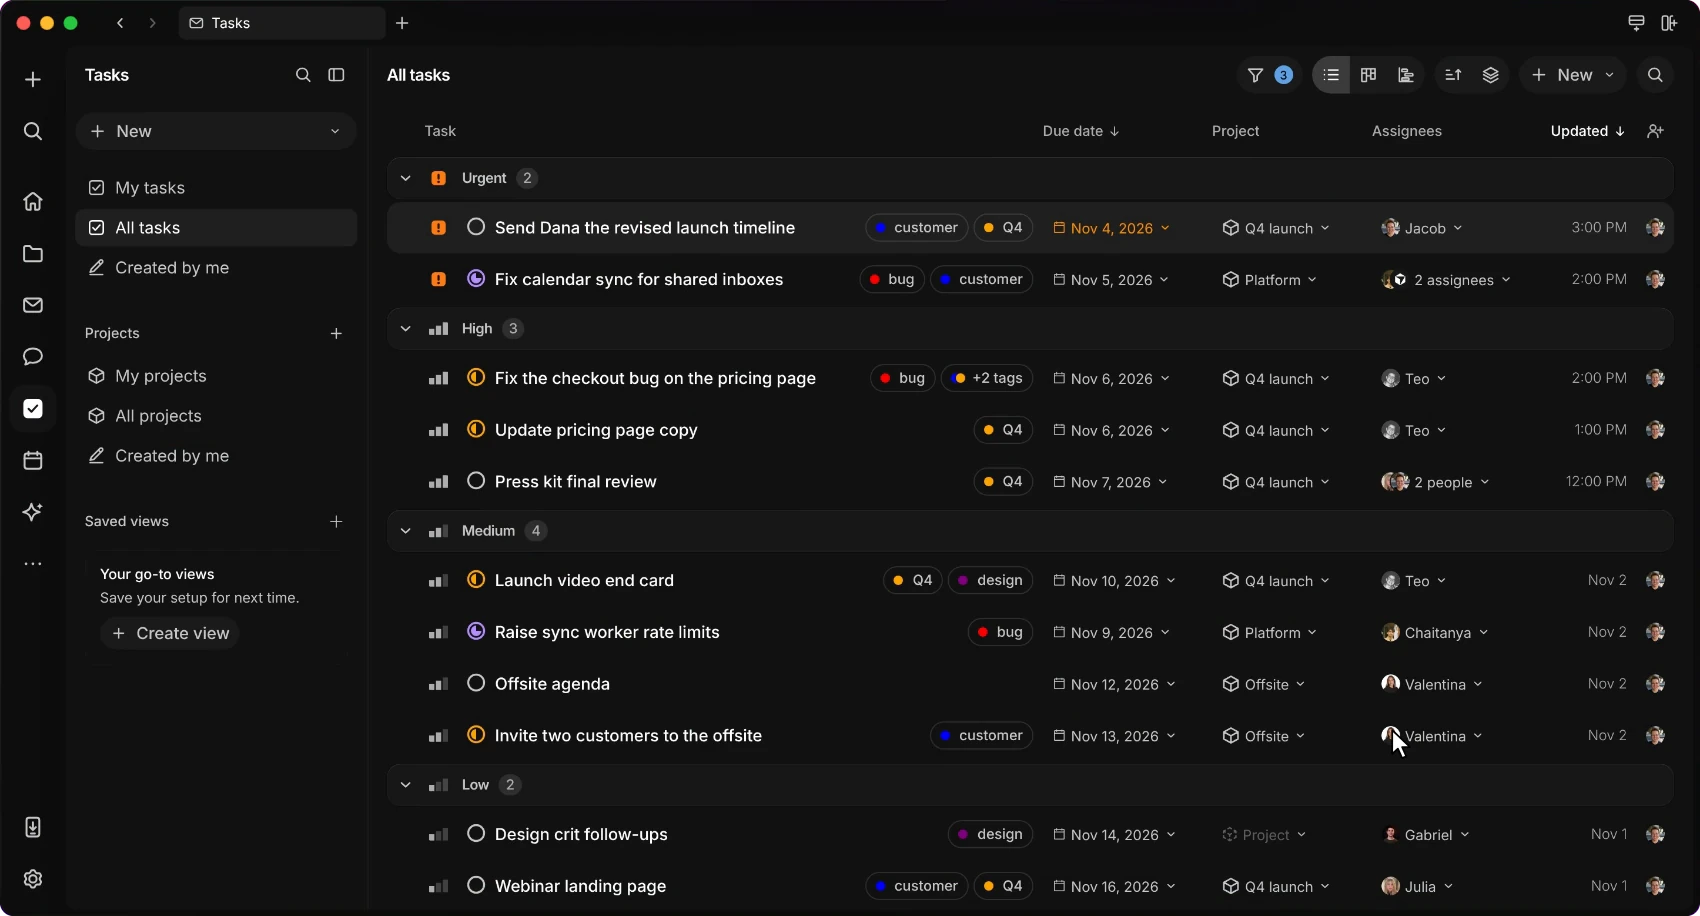 Tasks
Tasks
New
My tasks
All tasks
Created by me
Projects
My projects
All projects
Created by me
Saved views
Your go-to views
Save your setup for next time.
Create view
All tasks
3
New
Task Due date Project Assignees Updated
Urgent 2
Send Dana the revised launch timeline customer Q4 Nov 4, 2026 Q4 launch Jacob 3:00 PM
Fix calendar sync for shared inboxes bug customer Nov 5, 2026 Platform 2 assignees 2:00 PM
High 3
Fix the checkout bug on the pricing page bug +2 tags Nov 6, 2026 Q4 launch Teo 2:00 PM
Update pricing page copy Q4 Nov 6, 2026 Q4 launch Teo 1:00 PM
Press kit final review Q4 Nov 7, 2026 Q4 launch 2 people 12:00 PM
Medium 4
Launch video end card Q4 design Nov 10, 2026 Q4 launch Teo Nov 2
Raise sync worker rate limits bug Nov 9, 2026 Platform Chaitanya Nov 2
Offsite agenda Nov 12, 2026 Offsite Valentina Nov 2
Invite two customers to the offsite customer Nov 13, 2026 Offsite Valentina Nov 2
Low 2
Design crit follow-ups design Nov 14, 2026 Project Gabriel Nov 1
Webinar landing page customer Q4 Nov 16, 2026 Q4 launch Julia Nov 1